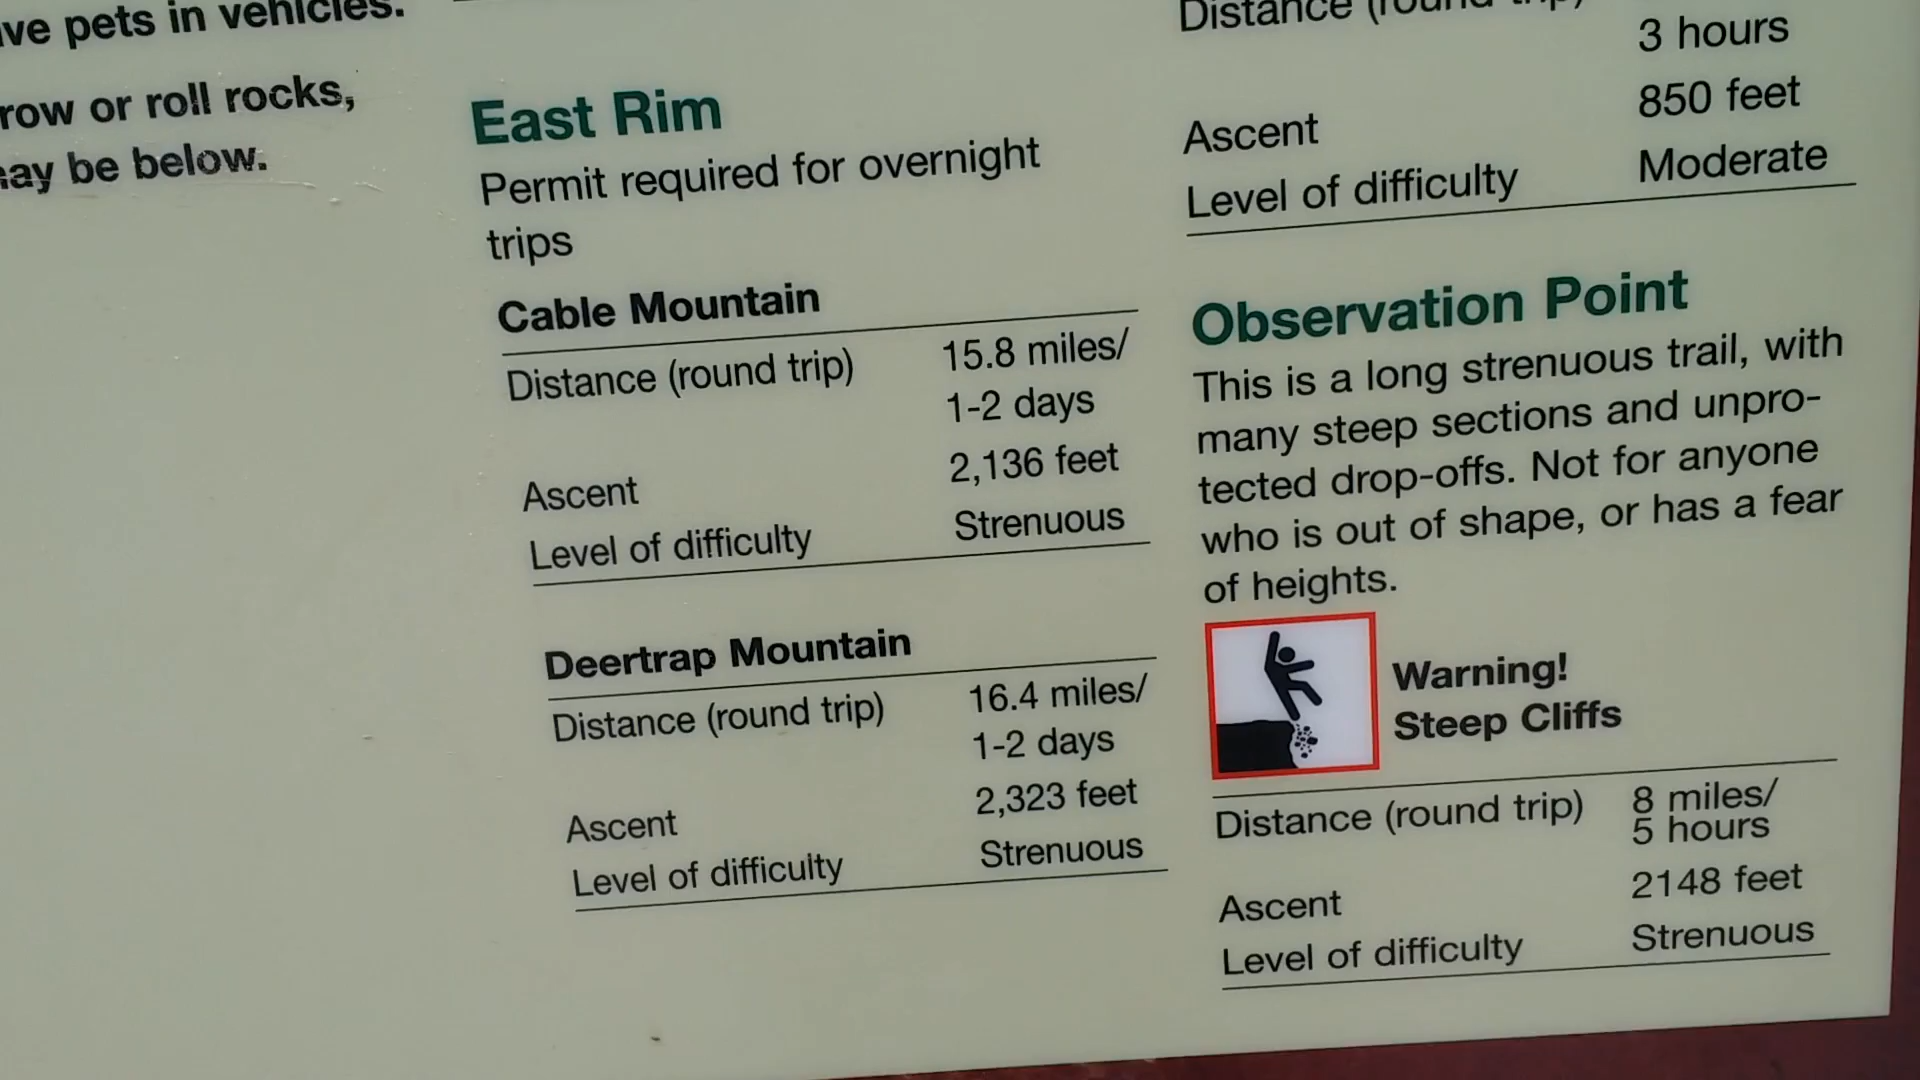 pets in vehicles.
or roll rocks,
be below.
East Rim
Permit required for overnight
trips
Cable Mountain
Distance (round trip) 15.8 miles/
1-2 days
Ascent 2,136 feet
Level of difficulty Strenuous
Deertrap Mountain
Distance (round trip) 16.4 miles/
1-2 days
Ascent 2,323 feet
Level of difficulty Strenuous
Distance (round trip)
3 hours
Ascent 850 feet
Level of difficulty Moderate
Observation Point
This is a long strenuous trail, with
many steep sections and unpro-
tected drop-offs. Not for anyone
who is out of shape, or has a fear
of heights.
Warning!
Steep Cliffs
Distance (round trip) 8 miles/
5 hours
Ascent 2148 feet
Level of difficulty Strenuous